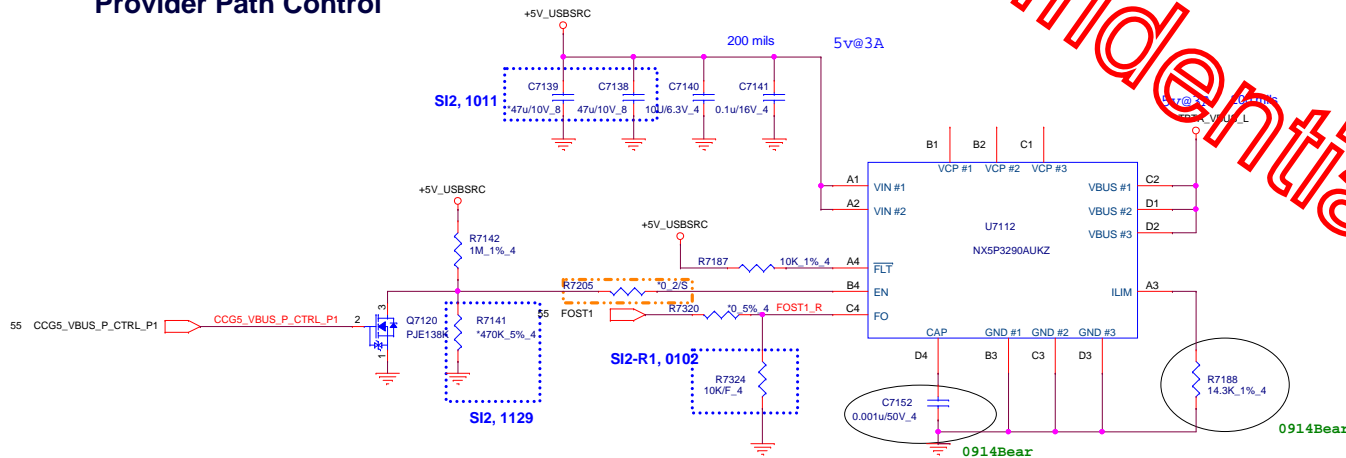 Provider Path Control
+5V_USBSRC
200 mils
5v@3A
C7139
*47u/10V_8
C7138
47u/10V_8
C7140
10U/6.3V_4
C7141
0.1u/16V_4
SI2, 1011
5v@3A
200 mils
B1
B2
C1
VCP #1
VCP #2
VCP #3
A1
VIN #1
A2
VIN #2
VBUS #1
C2
VBUS #2
D1
VBUS #3
D2
U7112
NX5P3290AUKZ
+5V_USBSRC
R7142
1M_1%_4
+5V_USBSRC
R7187
10K_1%_4
A4
FLT
R7205
*0_2/S
B4
EN
ILIM
A3
55
FOST1
R7320
*0_5%_4
FOST1_R
C4
FO
55
CCG5_VBUS_P_CTRL_P1
CCG5_VBUS_P_CTRL_P1
2
3
1
Q7120
PJE138K
R7141
*470K_5%_4
SI2, 1129
SI2-R1, 0102
R7324
10K/F_4
CAP
GND #1
GND #2
GND #3
D4
B3
C3
D3
C7152
0.001u/50V_4
0914Bear
R7188
14.3K_1%_4
0914Bear